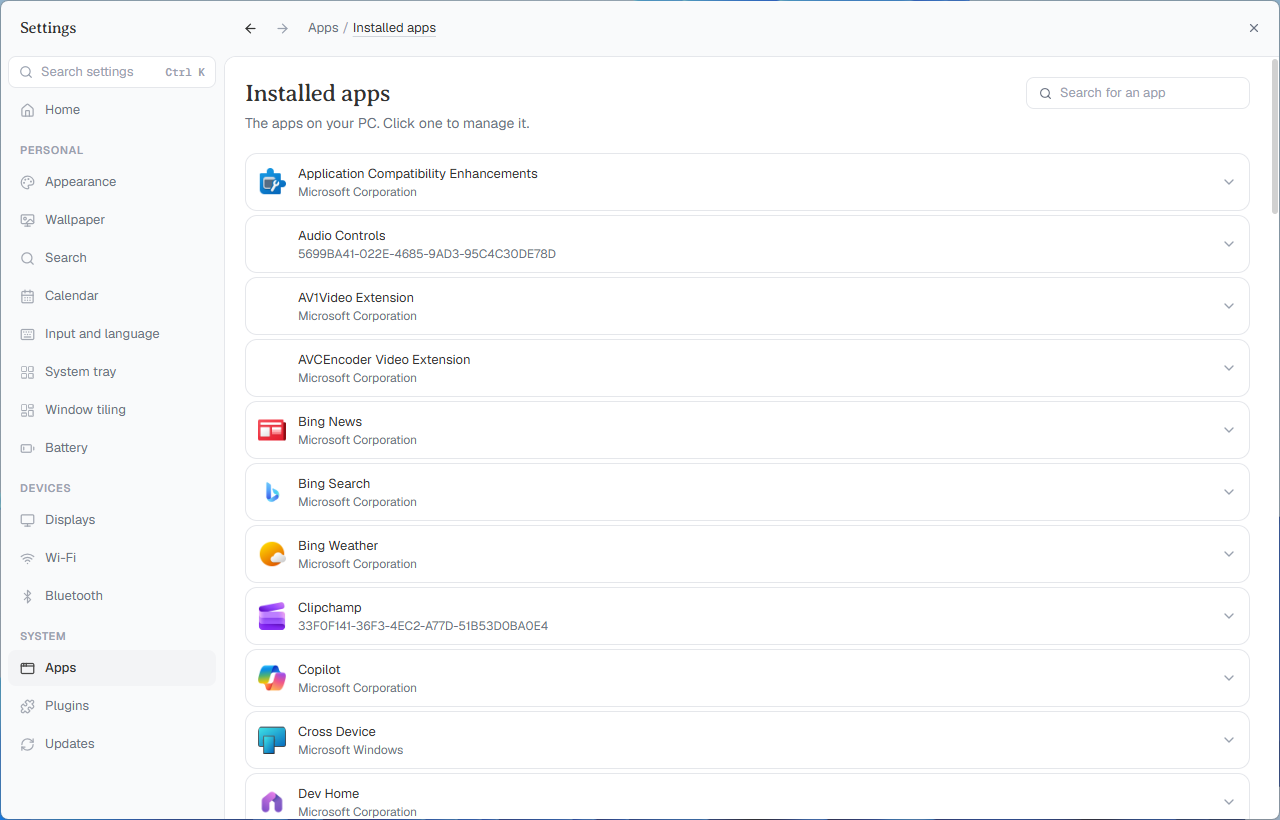 Settings
Apps / Installed apps
Search settings Ctrl K
Home
PERSONAL
Appearance
Wallpaper
Search
Calendar
Input and language
System tray
Window tiling
Battery
DEVICES
Displays
Wi-Fi
Bluetooth
SYSTEM
Apps
Plugins
Updates
Installed apps
Search for an app
The apps on your PC. Click one to manage it.
Application Compatibility Enhancements
Microsoft Corporation
Audio Controls
5699BA41-022E-4685-9AD3-95C4C30DE78D
AV1Video Extension
Microsoft Corporation
AVCEncoder Video Extension
Microsoft Corporation
Bing News
Microsoft Corporation
Bing Search
Microsoft Corporation
Bing Weather
Microsoft Corporation
Clipchamp
33F0F141-36F3-4EC2-A77D-51B53D0BA0E4
Copilot
Microsoft Corporation
Cross Device
Microsoft Windows
Dev Home
Microsoft Corporation